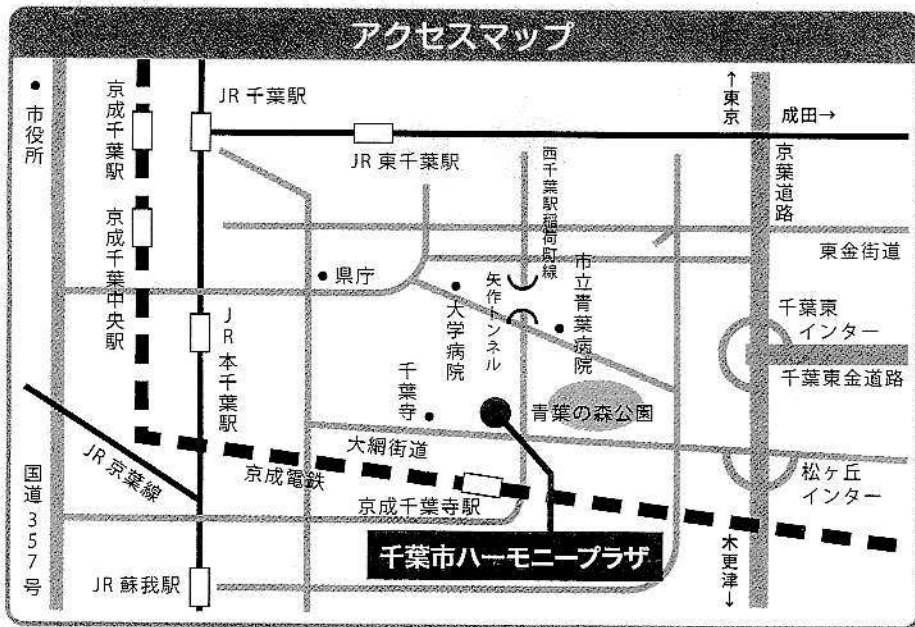 アクセスマップ
市役所
京成千葉駅
JR 千葉駅
JR 東千葉駅
↑東京
成田→
京葉道路
西千葉駅稲荷町線
京成千葉中央駅
県庁
東金街道
大学病院
矢作トンネル
市立青葉病院
千葉東
インター
千葉東金道路
JR本千葉駅
千葉寺
青葉の森公園
大網街道
JR 京葉線
京成電鉄
京成千葉寺駅
松ヶ丘
インター
国道357号
千葉市ハーモニープラザ
木更津↓
JR 蘇我駅